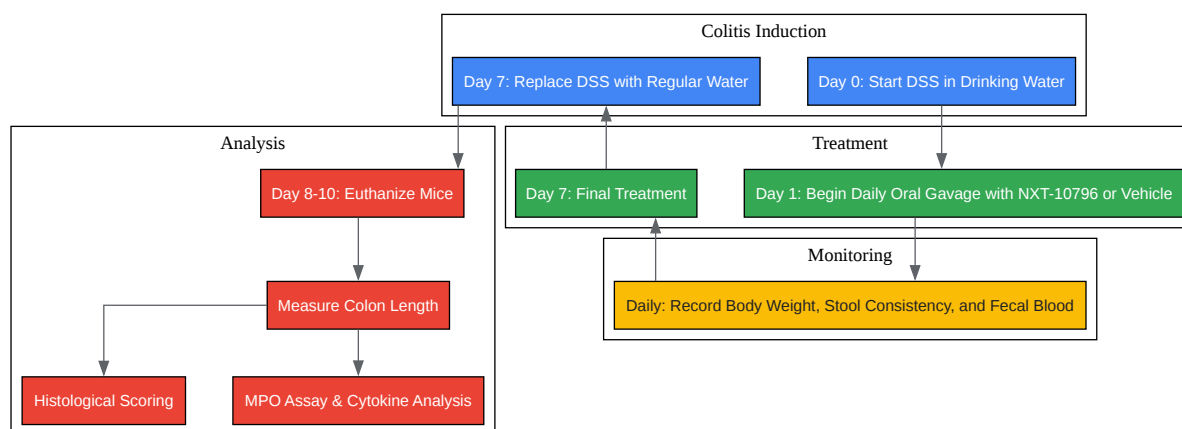 Colitis Induction
Day 7: Replace DSS with Regular Water
Day 0: Start DSS in Drinking Water
Analysis
Treatment
Day 8-10: Euthanize Mice
Day 7: Final Treatment
Day 1: Begin Daily Oral Gavage with NXT-10796 or Vehicle
Monitoring
Measure Colon Length
Daily: Record Body Weight, Stool Consistency, and Fecal Blood
Histological Scoring
MPO Assay & Cytokine Analysis